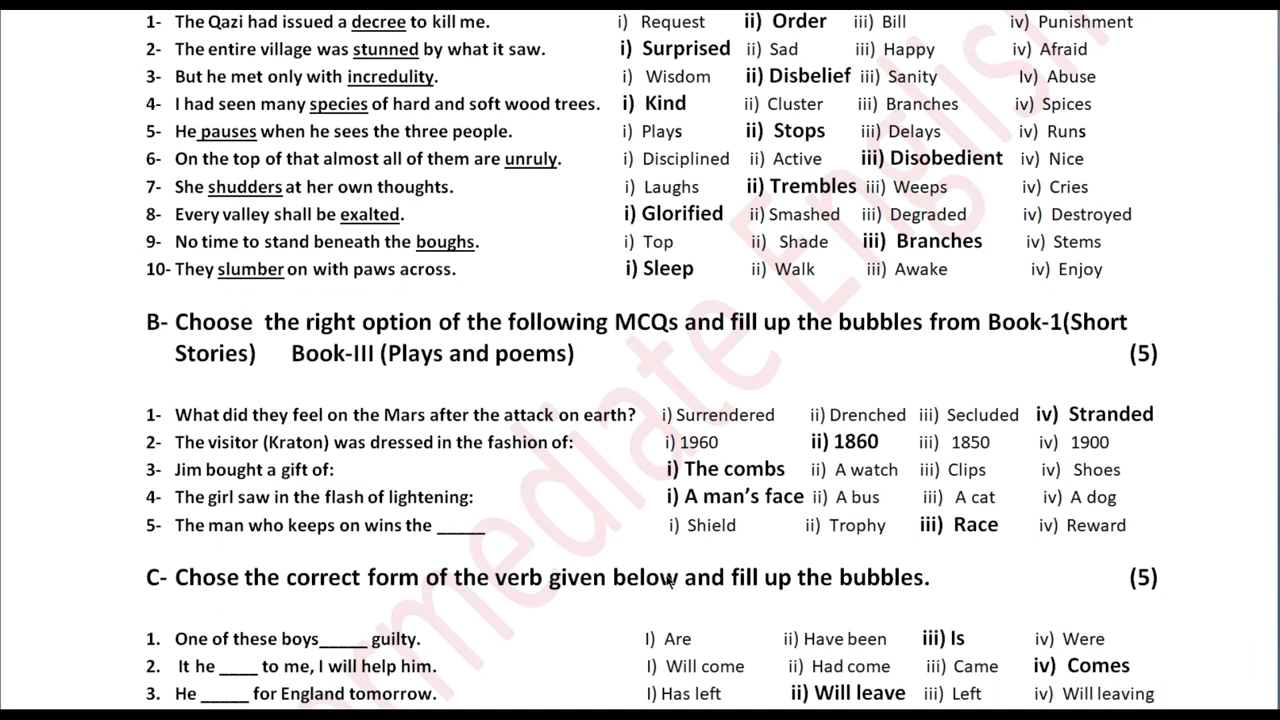 1- The Qazi had issued a decree to kill me. i) Request ii) Order iii) Bill iv) Punishment
2- The entire village was stunned by what it saw. i) Surprised ii) Sad iii) Happy iv) Afraid
3- But he met only with incredulity. i) Wisdom ii) Disbelief iii) Sanity Iv) Abuse
4- I had seen many species of hard and soft wood trees. i) Kind ii) Cluster iii) Branches iv) Spices
5- He pauses when he sees the three people. i) Plays ii) Stops iii) Delays iv) Runs
6- On the top of that almost all of them are unruly. i) Disciplined ii) Active iii) Disobedient iv) Nice
7- She shudders at her own thoughts. i) Laughs ii) Trembles iii) Weeps iv) Cries
8- Every valley shall be exalted. i) Glorified ii) Smashed iii) Degraded iv) Destroyed
9- No time to stand beneath the boughs. i) Top ii) Shade iii) Branches iv) Stems
10- They slumber on with paws across. i) Sleep ii) Walk iii) Awake iv) Enjoy
B- Choose the right option of the following MCQs and fill up the bubbles from Book-1(Short
Stories) Book-III (Plays and poems) (5)
1- What did they feel on the Mars after the attack on earth? i) Surrendered ii) Drenched iii) Secluded iv) Stranded
2- The visitor (Kraton) was dressed in the fashion of: i) 1960 ii) 1860 iii) 1850 iv) 1900
3- Jim bought a gift of: i) The combs ii) A watch iii) Clips iv) Shoes
4- The girl saw in the flash of lightening: i) A man's face ii) A bus iii) A cat iv) A dog
5- The man who keeps on wins the _____ i) Shield ii) Trophy iii) Race iv) Reward
C- Chose the correct form of the verb given below and fill up the bubbles. (5)
1. One of these boys_____ guilty. I) Are ii) Have been iii) Is iv) Were
2. It he ____ to me, I will help him. I) Will come ii) Had come iii) Came iv) Comes
3. He _____ for England tomorrow. I) Has left ii) Will leave iii) Left iv) Will leaving